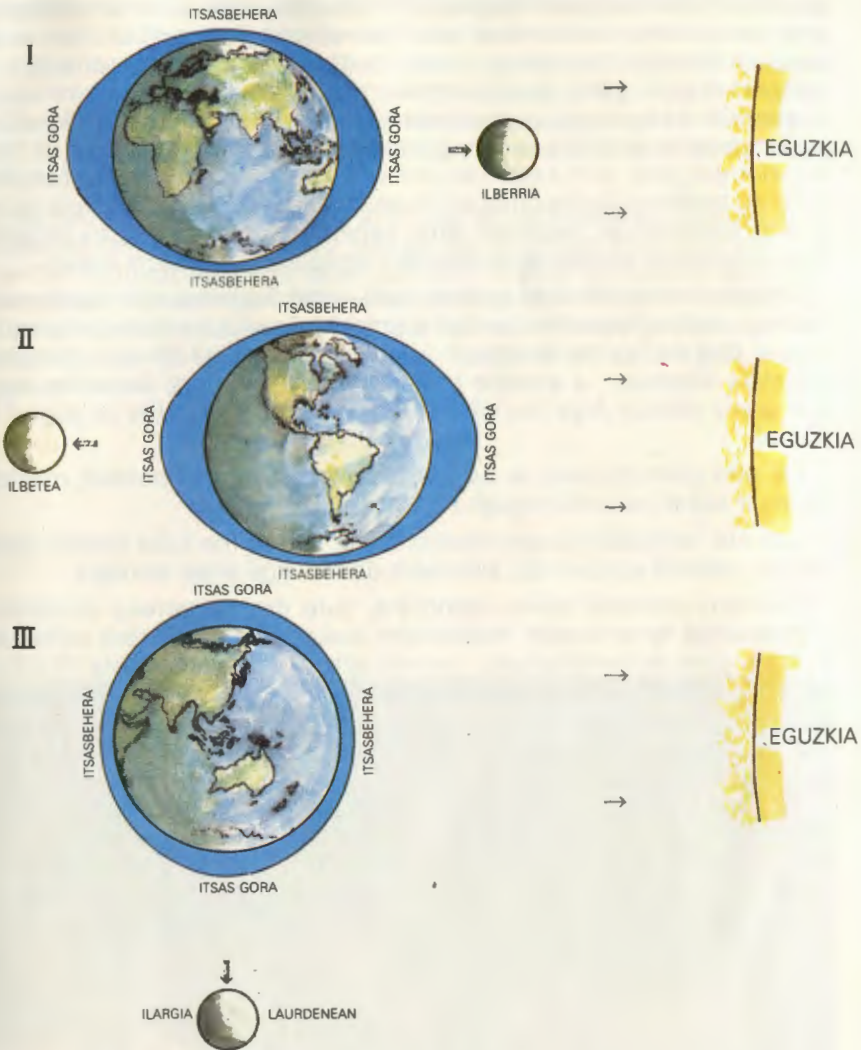 ITSASBEHERA
I
ITSAS GORA
ITSAS GORA
ILBERRIA
EGUZKIA
ITSASBEHERA
ITSASBEHERA
II
ITSAS GORA
ITSAS GORA
ILBETEA
EGUZKIA
ITSASBEHERA
ITSAS GORA
III
ITSASBEHERA
ITSASBEHERA
EGUZKIA
ITSAS GORA
ILARGIA LAURDENEAN